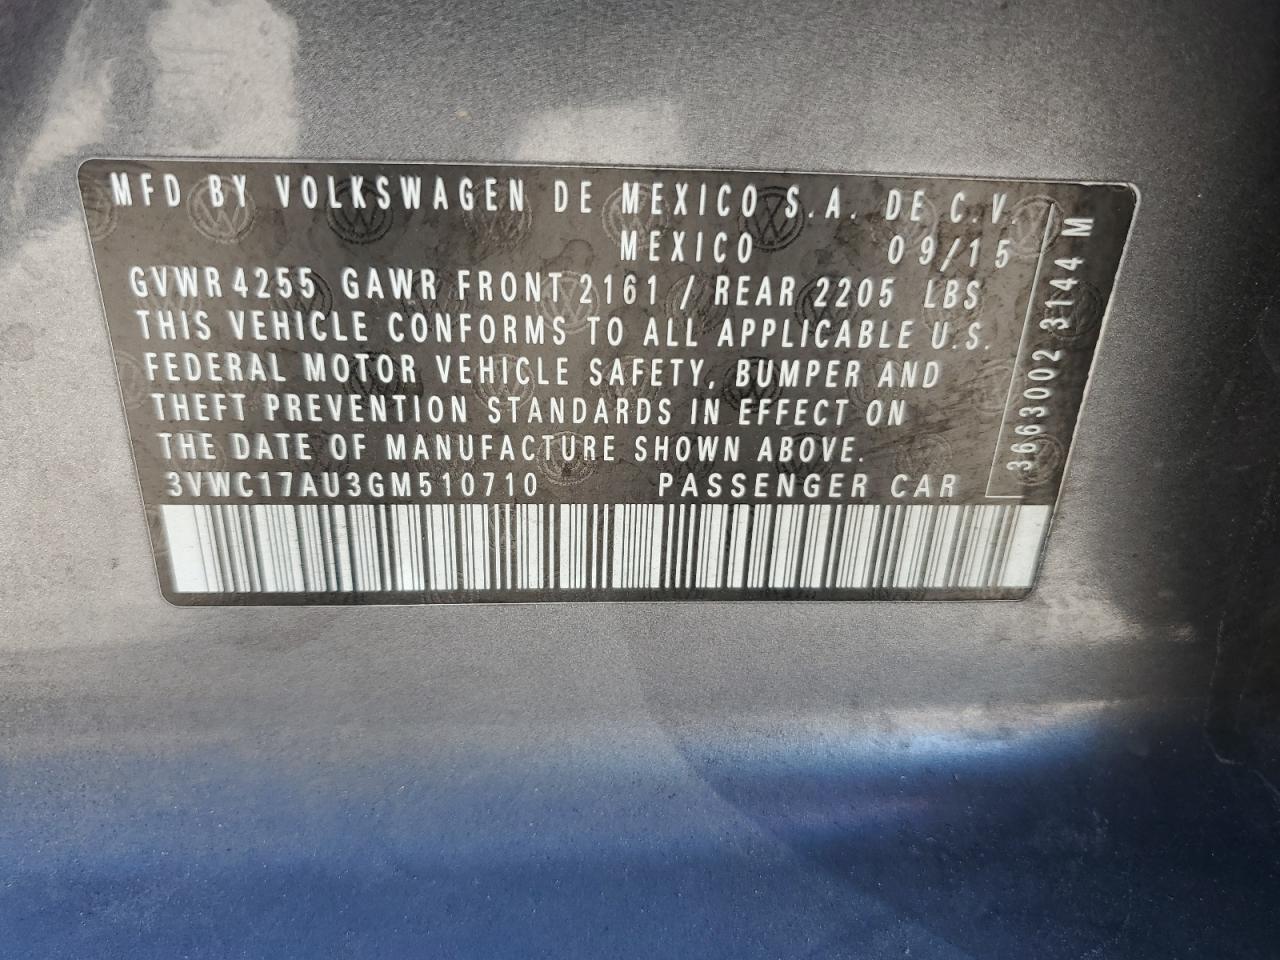 MFD BY VOLKSWAGEN DE MEXICO S.A. DE C.V.
MEXICO 09/15
GVWR 4255 GAWR FRONT 2161 / REAR 2205 LBS
THIS VEHICLE CONFORMS TO ALL APPLICABLE U.S.
FEDERAL MOTOR VEHICLE SAFETY, BUMPER AND
THEFT PREVENTION STANDARDS IN EFFECT ON
THE DATE OF MANUFACTURE SHOWN ABOVE.
3VWC17AU3GM510710 PASSENGER CAR
3663002 3144 M